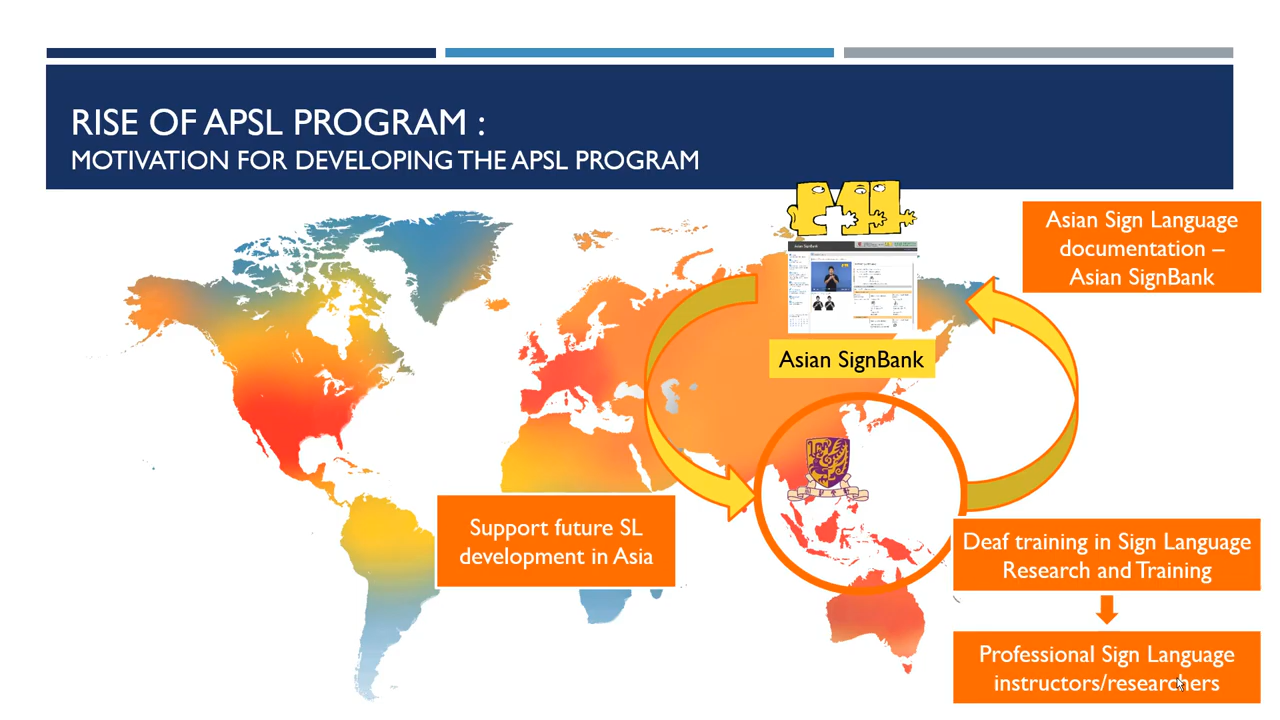 RISE OF APSL PROGRAM :
MOTIVATION FOR DEVELOPING THE APSL PROGRAM
Asian Sign Language
documentation –
Asian SignBank
Asian SignBank
Support future SL
development in Asia
Deaf training in Sign Language
Research and Training
Professional Sign Language
instructors/researchers